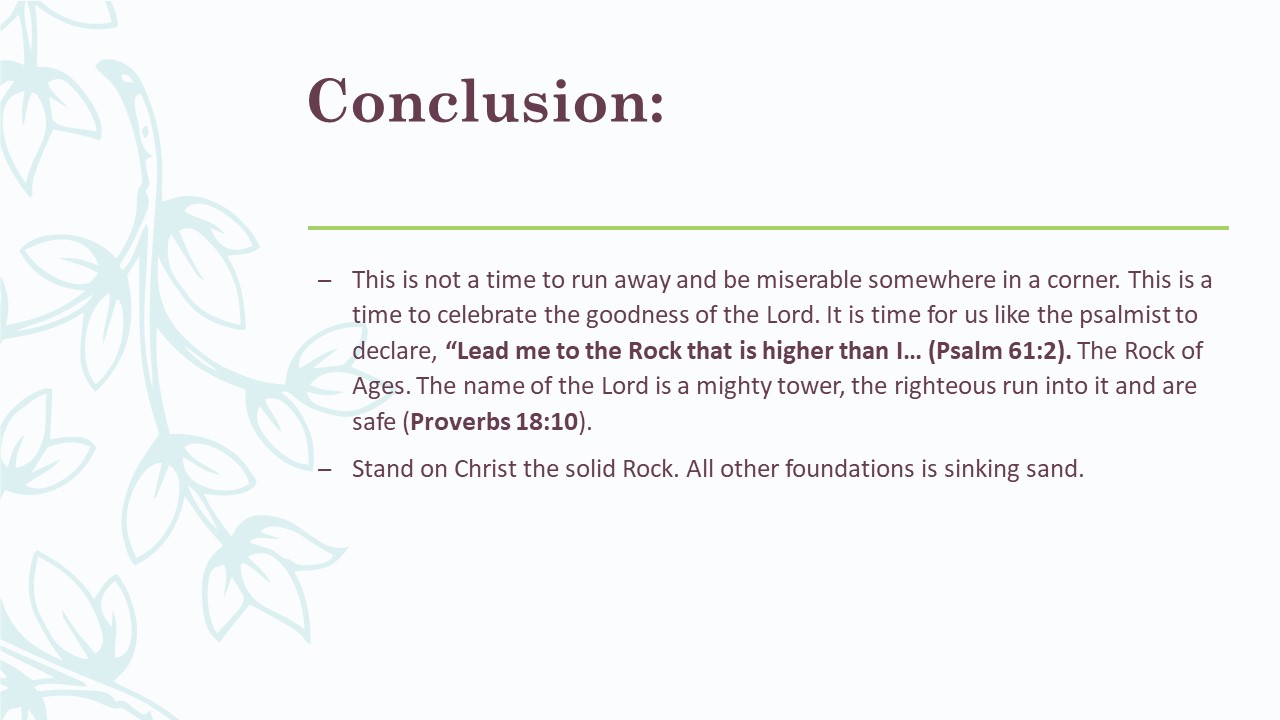 Conclusion:
– This is not a time to run away and be miserable somewhere in a corner. This is a
time to celebrate the goodness of the Lord. It is time for us like the psalmist to
declare, “Lead me to the Rock that is higher than I… (Psalm 61:2). The Rock of
Ages. The name of the Lord is a mighty tower, the righteous run into it and are
safe (Proverbs 18:10).
– Stand on Christ the solid Rock. All other foundations is sinking sand.